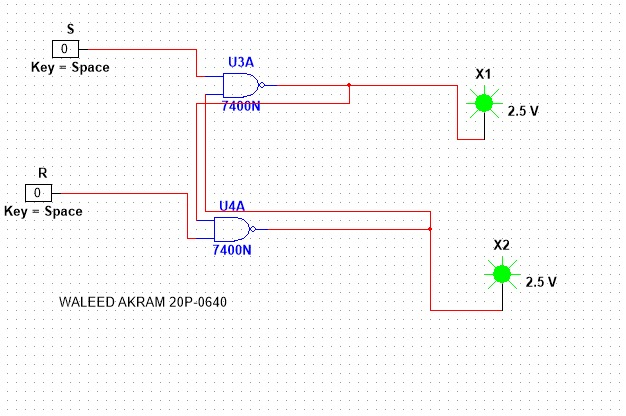 S
0
Key = Space
U3A
7400N
X1
2.5 V
R
0
Key = Space
U4A
7400N
X2
2.5 V
WALEED AKRAM 20P-0640